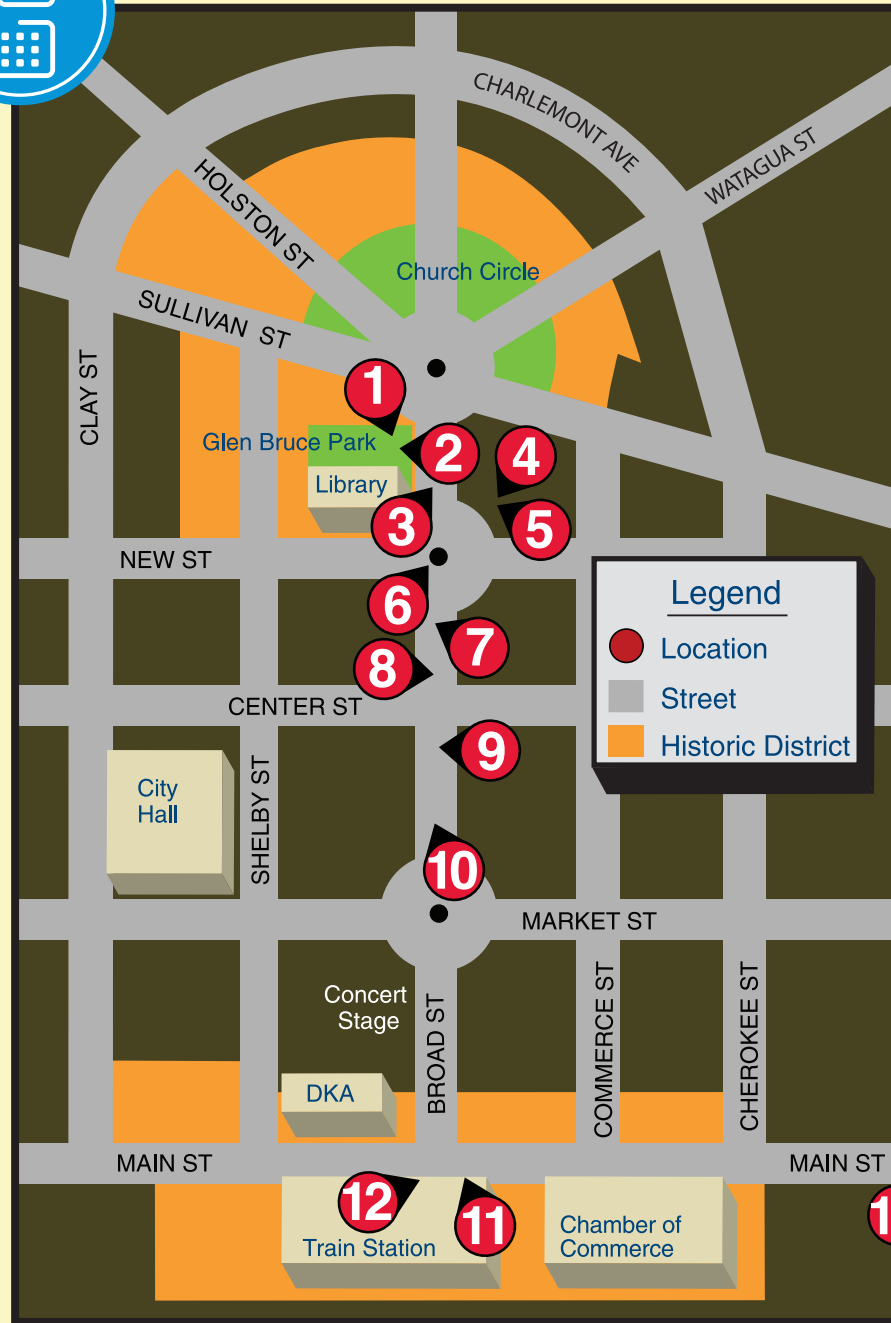 CHARLEMONT AVE
WATAGUA ST
HOLSTON ST
Church Circle
SULLIVAN ST
CLAY ST
1
Glen Bruce Park
2
4
Library
3
5
NEW ST
Legend
Location
Street
Historic District
6
7
8
CENTER ST
9
City
Hall
SHELBY ST
10
MARKET ST
Concert
Stage
BROAD ST
COMMERCE ST
CHEROKEE ST
DKA
MAIN ST
MAIN ST
12
11
Train Station
Chamber of
Commerce